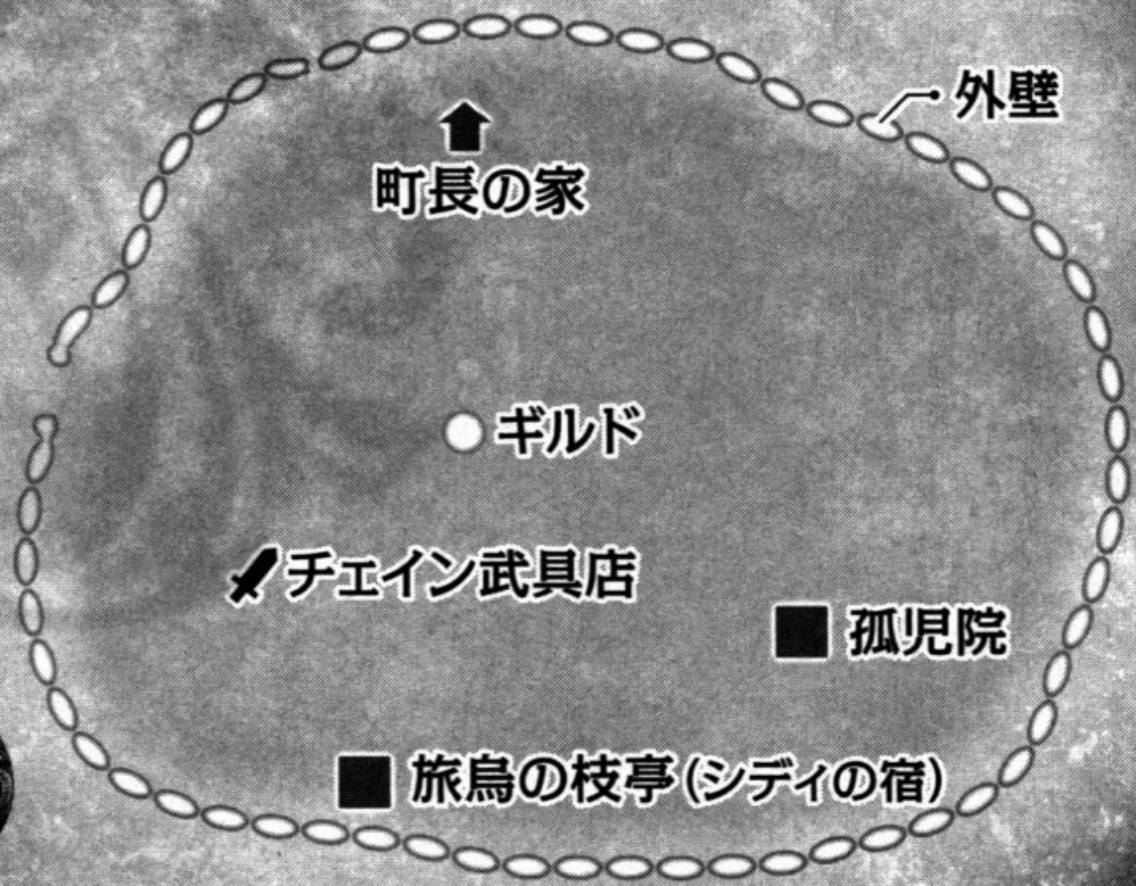 外壁
町長の家
ギルド
チェイン武具店
孤児院
旅烏の枝亭(シディの宿)